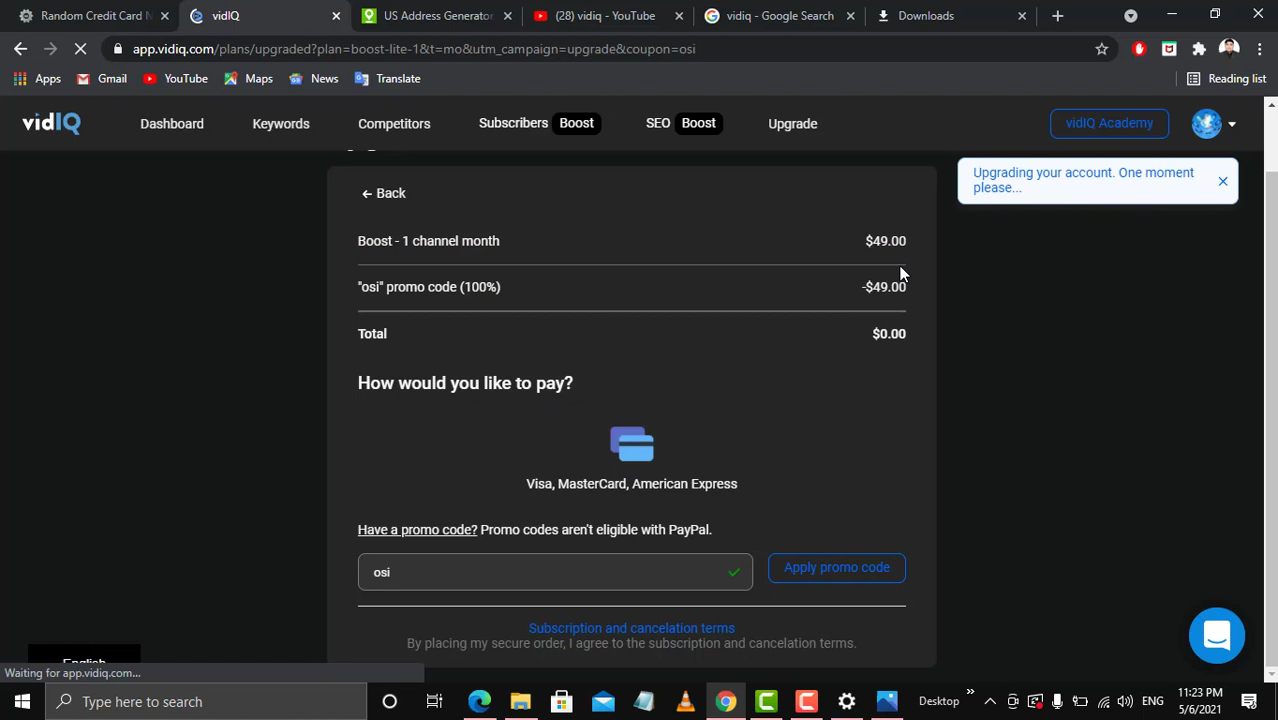 Random Credit Card N
vidIQ
US Address Generator
(28) vidiq - YouTube
vidiq - Google Search
Downloads
app.vidiq.com/plans/upgraded?plan=boost-lite-1&t=mo&utm_campaign=upgrade&coupon=osi
Apps
Gmail
YouTube
Maps
News
Translate
Reading list
vidIQ
Dashboard
Keywords
Competitors
Subscribers Boost
SEO Boost
Upgrade
vidIQ Academy
Upgrading your account. One moment
please...
← Back
Boost - 1 channel month $49.00
"osi" promo code (100%) -$49.00
Total $0.00
How would you like to pay?
Visa, MasterCard, American Express
Have a promo code? Promo codes aren't eligible with PayPal.
osi
Apply promo code
Subscription and cancelation terms
By placing my secure order, I agree to the subscription and cancelation terms.
English
Waiting for app.vidiq.com...
Type here to search
Desktop
ENG
11:23 PM
5/6/2021